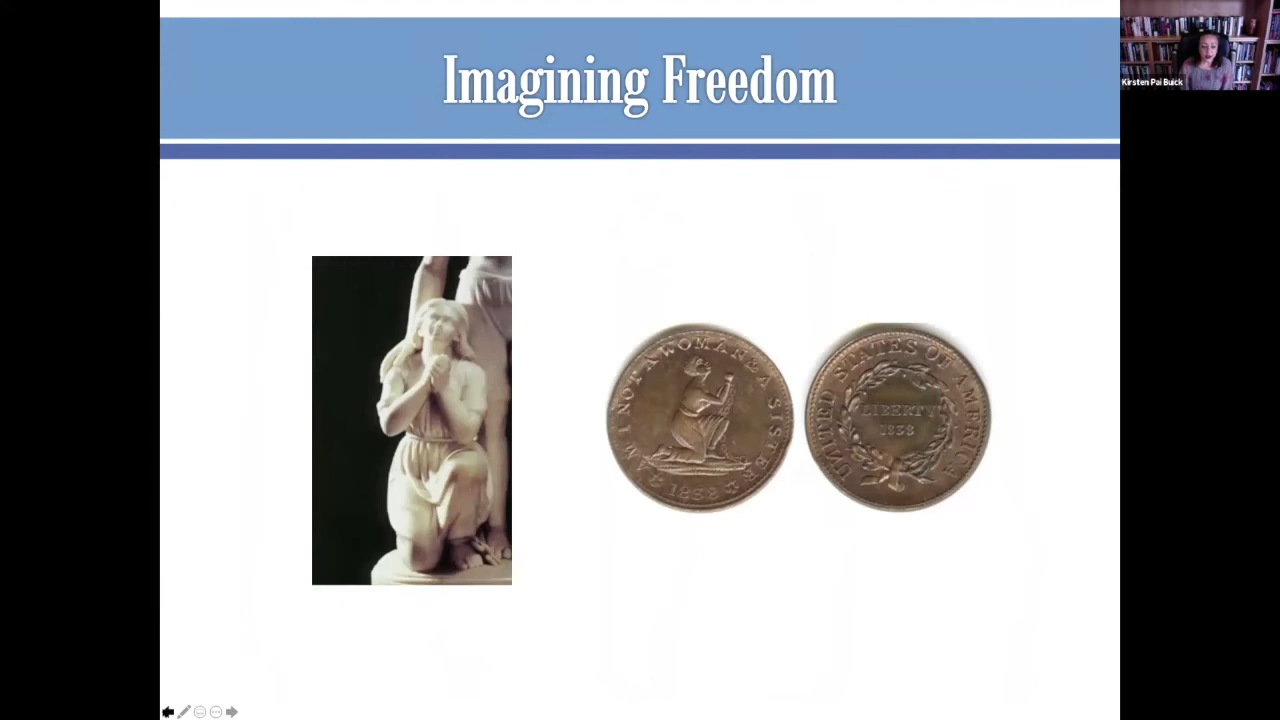 Imagining Freedom
Kirsten Pai Buick
AM I NOT A WOMAN & A SISTER
1838
UNITED STATES OF AMERICA
LIBERTY
1838